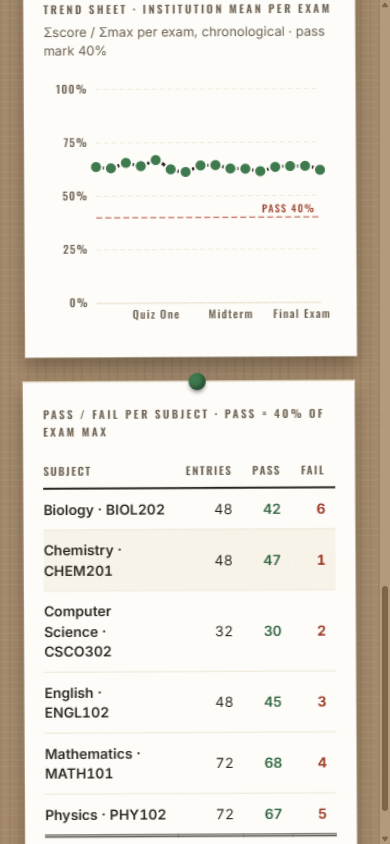 TREND SHEET · INSTITUTION MEAN PER EXAM
Σscore / Σmax per exam, chronological · pass
mark 40%
100%
75%
50%
PASS 40%
25%
0%
Quiz One Midterm Final Exam
PASS / FAIL PER SUBJECT · PASS = 40% OF
EXAM MAX
SUBJECT ENTRIES PASS FAIL
Biology · BIOL202 48 42 6
Chemistry ·
CHEM201 48 47 1
Computer
Science ·
CSCO302 32 30 2
English ·
ENGL102 48 45 3
Mathematics ·
MATH101 72 68 4
Physics · PHY102 72 67 5